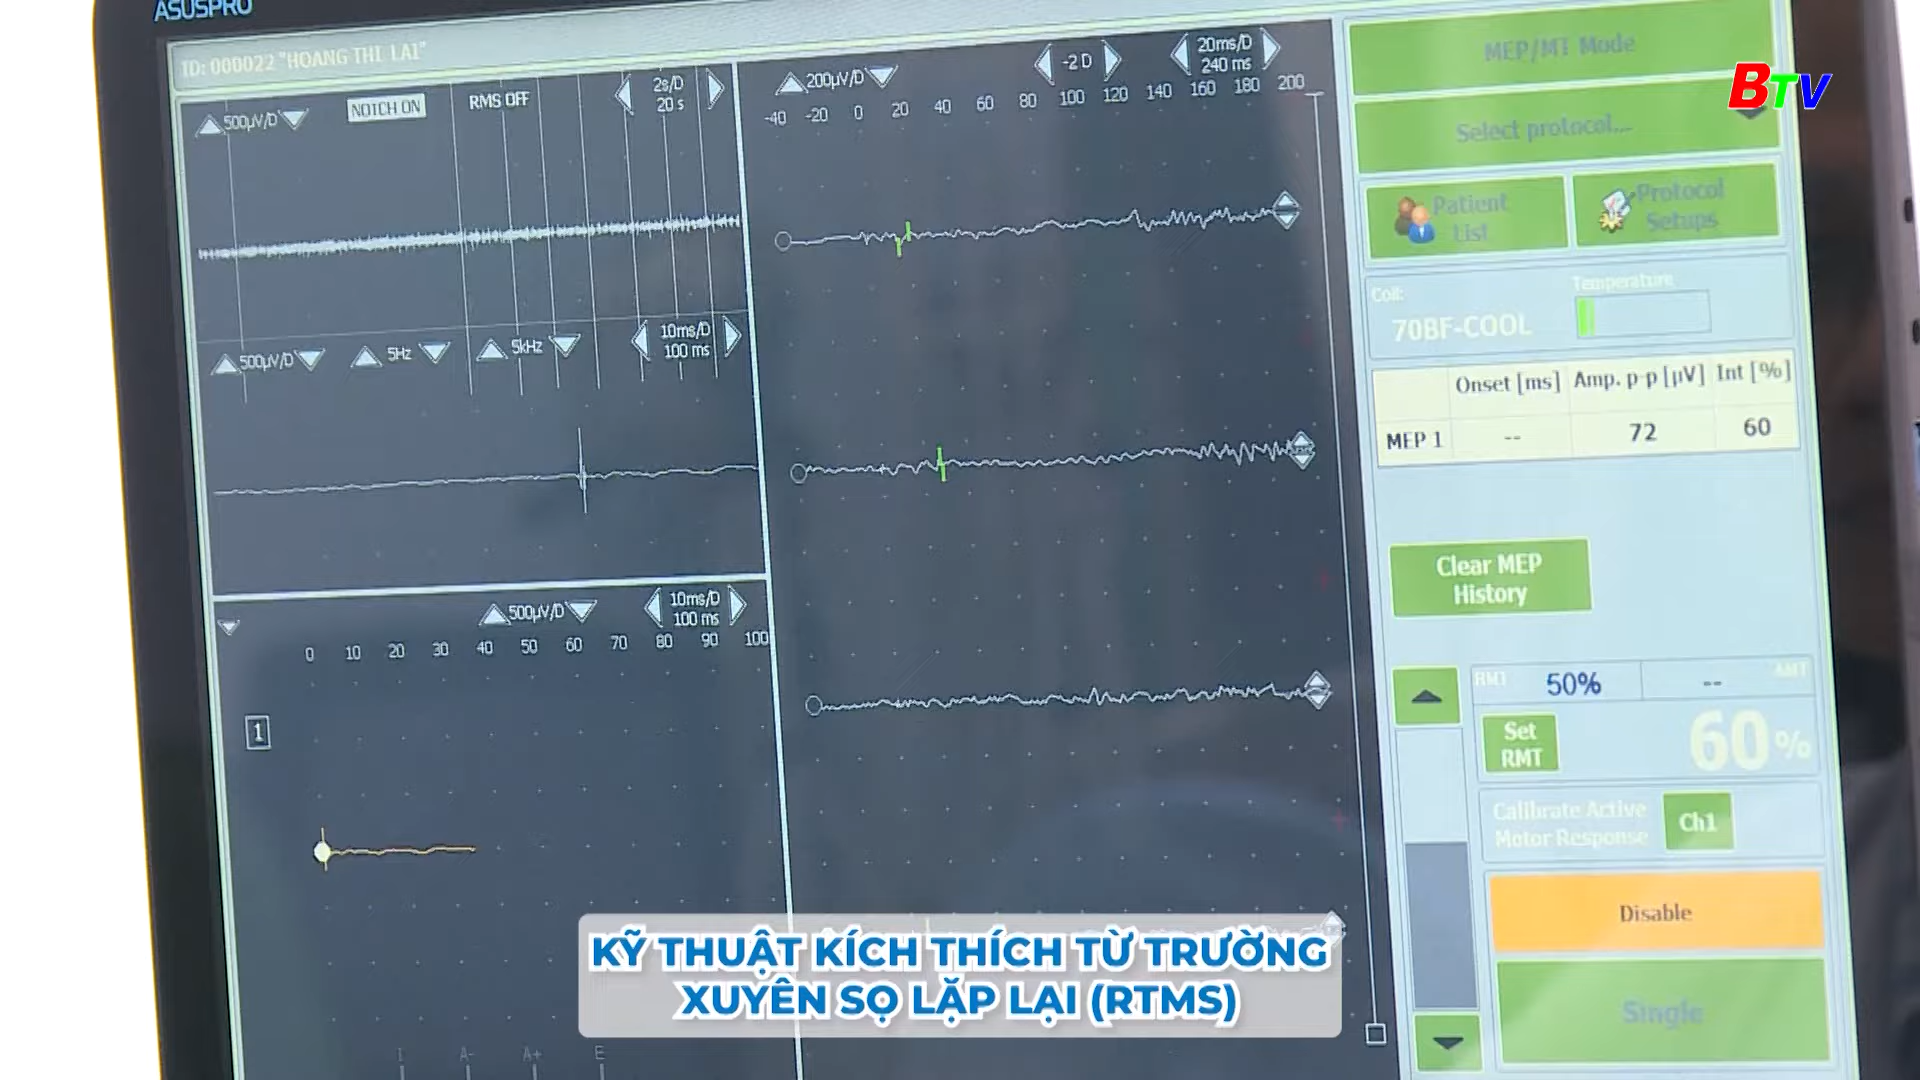 ASUSPRO
ID: 000022 "HOANG THI LAI"
500µV/D
NOTCH ON
RMS OFF
2s/D
20 s
500µV/D
5Hz
5kHz
10ms/D
100 ms
500µV/D
10ms/D
100 ms
0 10 20 30 40 50 60 70 80 90 100
1
I A- A+ E
200µV/D
-2 D
20ms/D
240 ms
-40 -20 0 20 40 60 80 100 120 140 160 180 200
MEP/MT Mode
BTV
Select protocol...
Patient
List
Protocol
Setups
Coil:
70BF-COOL
Temperature
Onset [ms] Amp. p-p [µV] Int [%]
MEP 1 -- 72 60
Clear MEP
History
RMT 50% -- AMT
Set
RMT
60%
Calibrate Active
Motor Response
Ch1
Disable
Single
KỸ THUẬT KÍCH THÍCH TỪ TRƯỜNG
XUYÊN SỌ LẶP LẠI (RTMS)